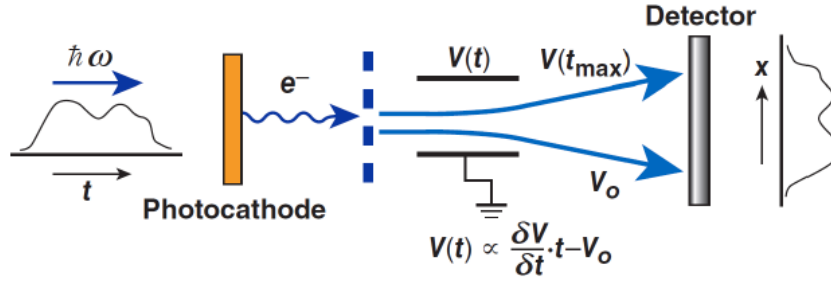 Detector
ħω
V(t)
V(t_max)
e⁻
x
t
V_o
Photocathode
V(t) ∝ δV/δt · t – V_o